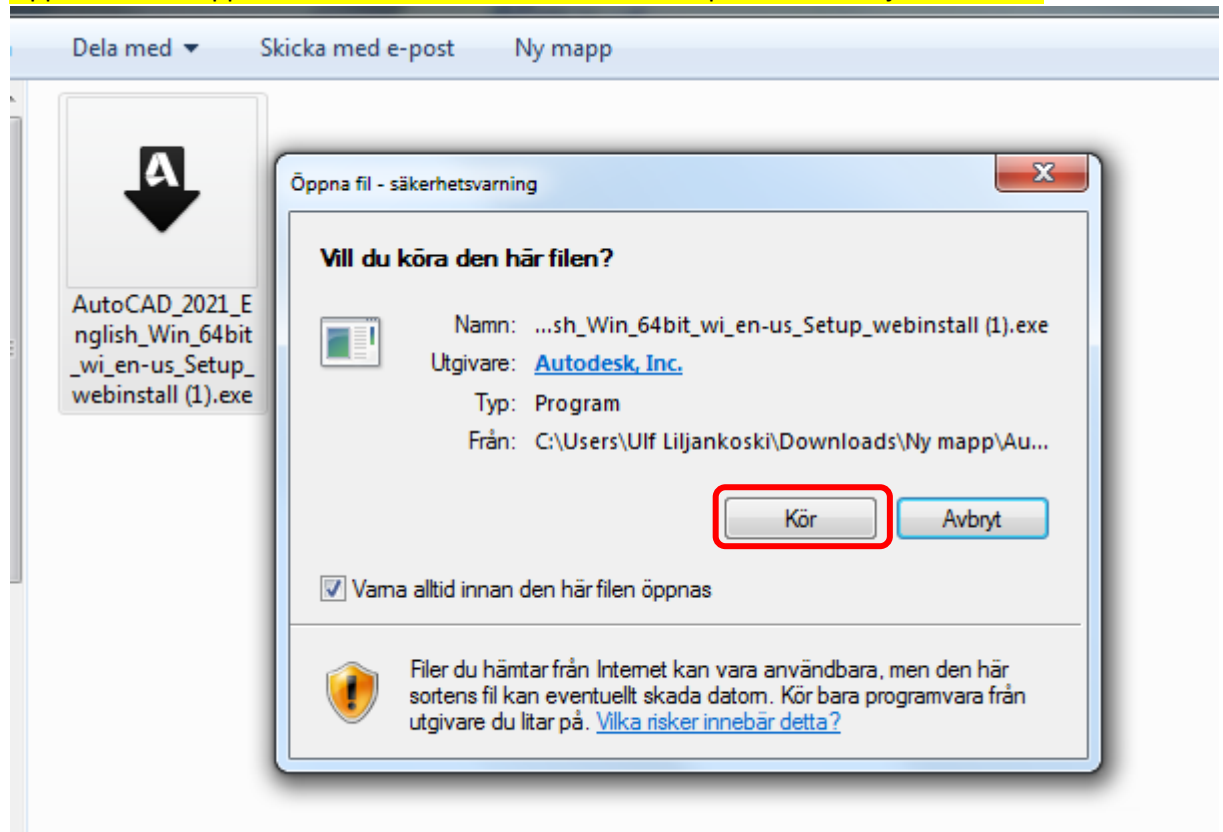 Dela med Skicka med e-post Ny mapp
AutoCAD_2021_E
nglish_Win_64bit
_wi_en-us_Setup_
webinstall (1).exe
Öppna fil - säkerhetsvarning
Vill du köra den här filen?
Namn: ...sh_Win_64bit_wi_en-us_Setup_webinstall (1).exe
Utgivare: Autodesk, Inc.
Typ: Program
Från: C:\Users\Ulf Liljankoski\Downloads\Ny mapp\Au...
Kör Avbryt
Varna alltid innan den här filen öppnas
Filer du hämtar från Internet kan vara användbara, men den här
sortens fil kan eventuellt skada datorn. Kör bara programvara från
utgivare du litar på. Vilka risker innebär detta?